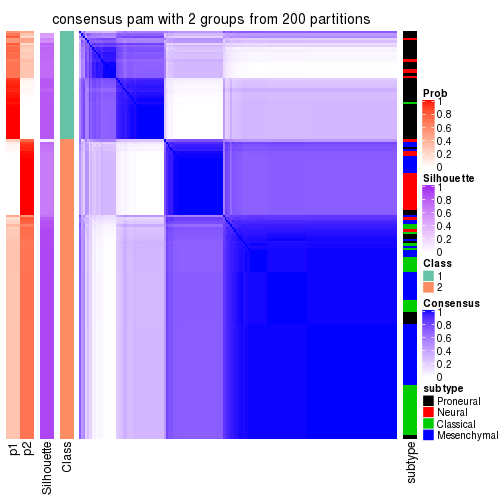 consensus pam with 2 groups from 200 partitions
Prob
1
0.8
0.6
0.4
0.2
0
Silhouette
1
0.8
0.6
0.4
0.2
0
Class
1
2
Consensus
1
0.8
0.6
0.4
0.2
0
subtype
Proneural
Neural
Classical
Mesenchymal
p1
p2
Silhouette
Class
subtype